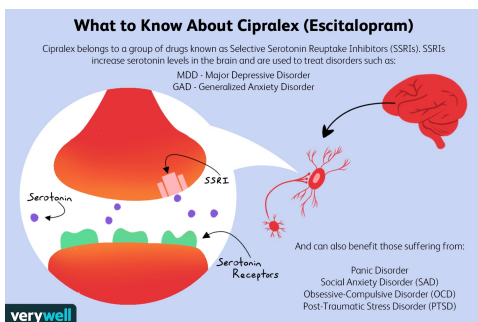 What to Know About Cipralex (Escitalopram)
Cipralex belongs to a group of drugs known as Selective Serotonin Reuptake Inhibitors (SSRIs). SSRIs
increase serotonin levels in the brain and are used to treat disorders such as:
MDD - Major Depressive Disorder
GAD - Generalized Anxiety Disorder
SSRI
Serotonin
Serotonin
Receptors
And can also benefit those suffering from:
Panic Disorder
Social Anxiety Disorder (SAD)
Obsessive-Compulsive Disorder (OCD)
Post-Traumatic Stress Disorder (PTSD)
verywell